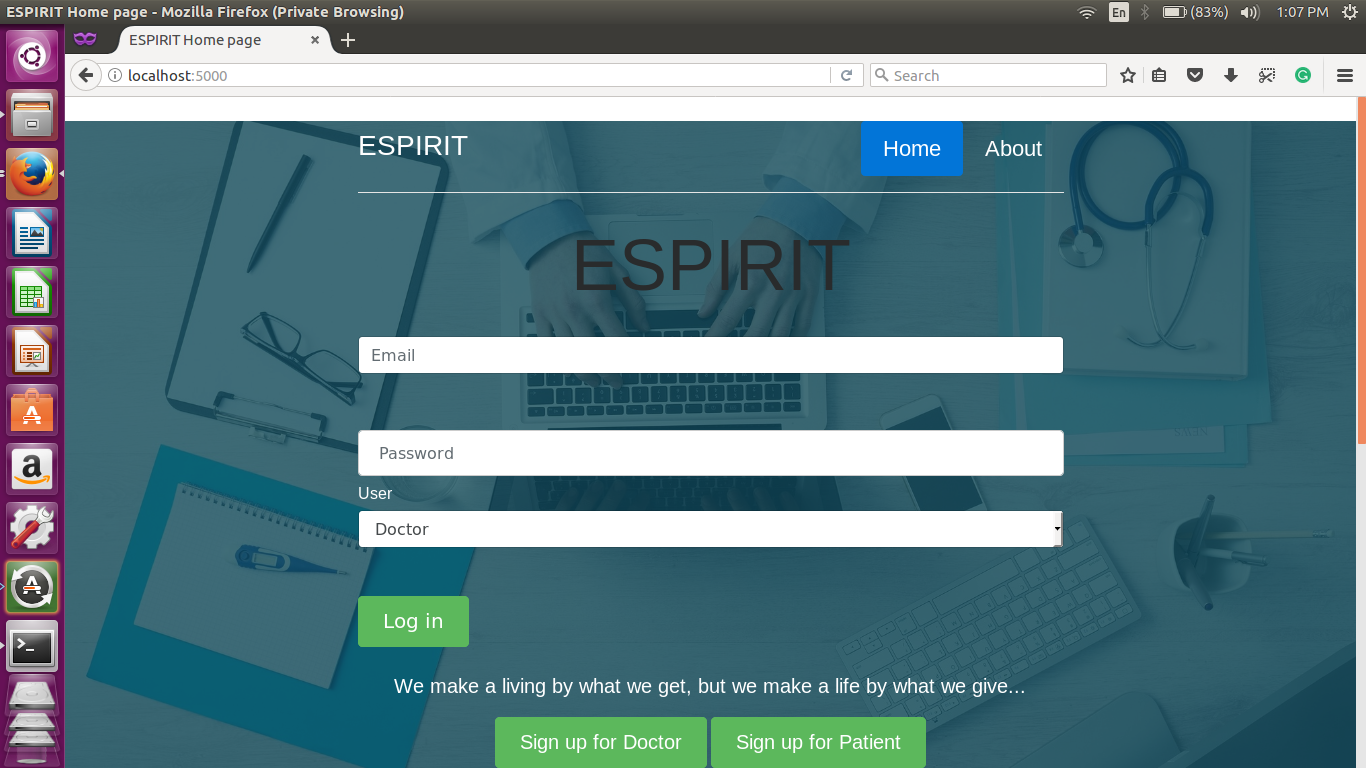 ESPIRIT Home page - Mozilla Firefox (Private Browsing)
En
(83%)
1:07 PM
ESPIRIT Home page
localhost:5000
Search
ESPIRIT
Home
About
ESPIRIT
Email
Password
User
Doctor
Log in
We make a living by what we get, but we make a life by what we give...
Sign up for Doctor
Sign up for Patient